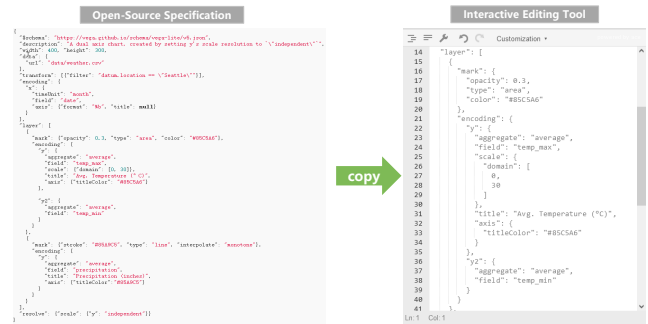 Open-Source Specification
{
"$schema": "https://vega.github.io/schema/vega-lite/v5.json",
"description": "A dual axis chart, created by setting y's scale resolution to `\"independent\"`",
"width": 400, "height": 300,
"data": {
"url": "data/weather.csv"
},
"transform": [{"filter": "datum.location == \"Seattle\""}],
"encoding": {
"x": {
"timeUnit": "month",
"field": "date",
"axis": {"format": "%b", "title": null}
}
},
"layer": [
{
"mark": {"opacity": 0.3, "type": "area", "color": "#85C5A6"},
"encoding": {
"y": {
"aggregate": "average",
"field": "temp_max",
"scale": {"domain": [0, 30]},
"title": "Avg. Temperature (°C)",
"axis": {"titleColor": "#85C5A6"}
},
"y2": {
"aggregate": "average",
"field": "temp_min"
}
}
},
{
"mark": {"stroke": "#85A9C5", "type": "line", "interpolate": "monotone"},
"encoding": {
"y": {
"aggregate": "average",
"field": "precipitation",
"title": "Precipitation (inches)",
"axis": {"titleColor":"#85A9C5"}
}
}
}
],
"resolve": {"scale": {"y": "independent"}}
}
copy
Interactive Editing Tool
Customization
14 "layer": [
15 {
16 "mark": {
17 "opacity": 0.3,
18 "type": "area",
19 "color": "#85C5A6"
20 },
21 "encoding": {
22 "y": {
23 "aggregate": "average",
24 "field": "temp_max",
25 "scale": {
26 "domain": [
27 0,
28 30
29 ]
30 },
31 "title": "Avg. Temperature (°C)",
32 "axis": {
33 "titleColor": "#85C5A6"
34 }
35 },
36 "y2": {
37 "aggregate": "average",
38 "field": "temp_min"
39 }
40 }
41 },
Ln: 1 Col: 1